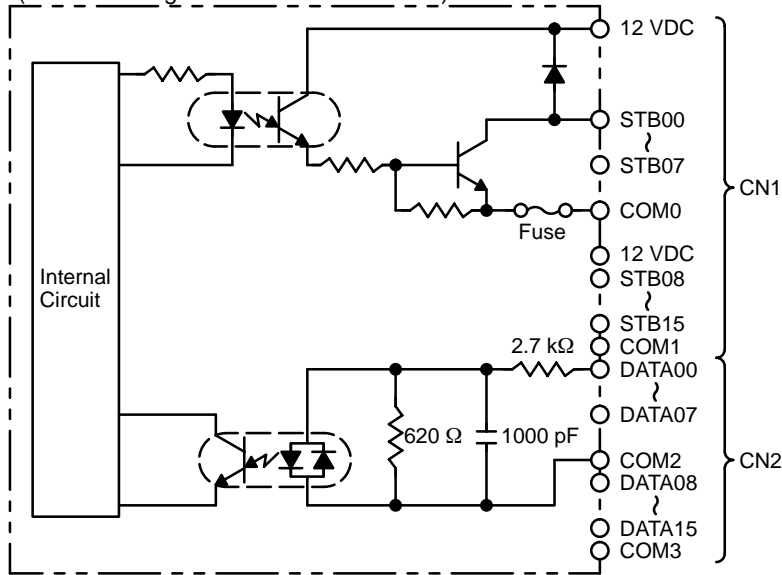 12 VDC
STB00
~
STB07
CN1
COM0
Fuse
12 VDC
Internal
Circuit
STB08
~
STB15
2.7 kΩ
COM1
DATA00
~
DATA07
620 Ω
1000 pF
COM2
CN2
DATA08
~
DATA15
COM3